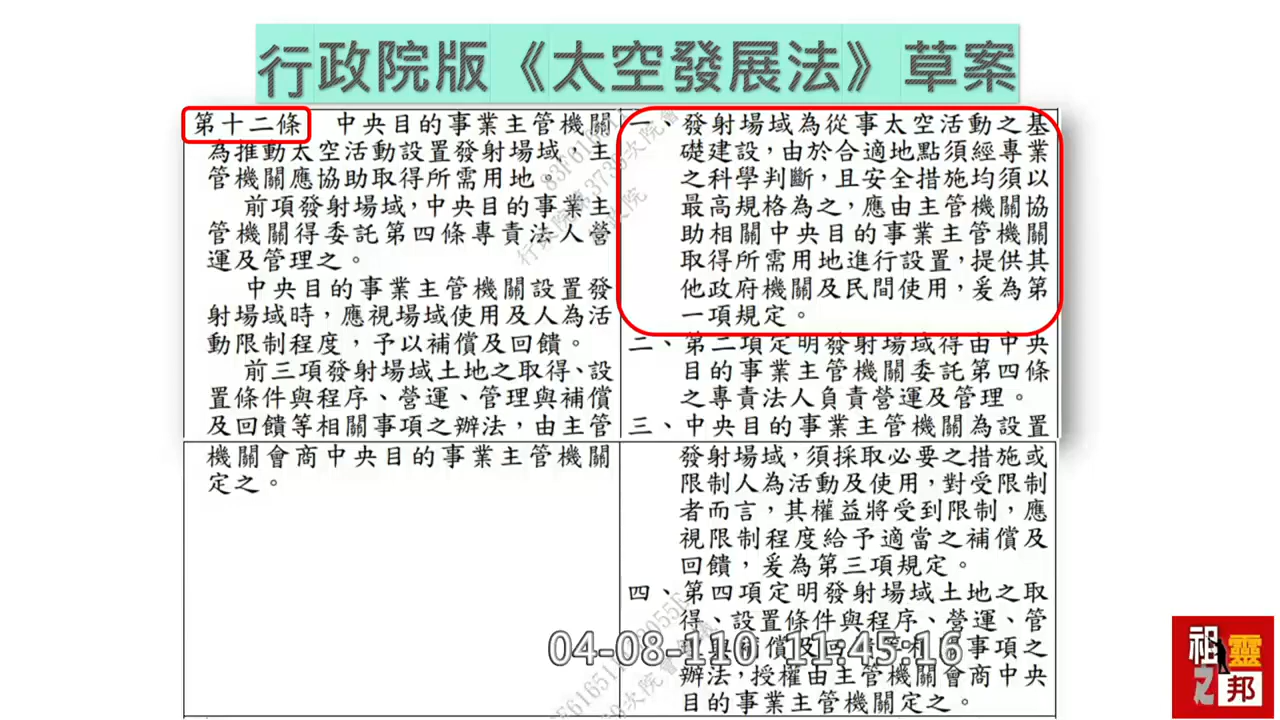 行政院版《太空發展法》草案
第十二條　中央目的事業主管機關
為推動太空活動設置發射場域，主
管機關應協助取得所需用地。
前項發射場域，中央目的事業主
管機關得委託第四條專責法人營
運及管理之。
中央目的事業主管機關設置發
射場域時，應視場域使用及人為活
動限制程度，予以補償及回饋。
前三項發射場域土地之取得、設
置條件與程序、營運、管理與補償
及回饋等相關事項之辦法，由主管
機關會商中央目的事業主管機關
定之。
一、發射場域為從事太空活動之基
礎建設，由於合適地點須經專業
之科學判斷，且安全措施均須以
最高規格為之，應由主管機關協
助相關中央目的事業主管機關
取得所需用地進行設置，提供其
他政府機關及民間使用，爰為第
一項規定。
二、第二項定明發射場域得由中央
目的事業主管機關委託第四條
之專責法人負責營運及管理。
三、中央目的事業主管機關為設置
發射場域，須採取必要之措施或
限制人為活動及使用，對受限制
者而言，其權益將受到限制，應
視限制程度給予適當之補償及
回饋，爰為第三項規定。
四、第四項定明發射場域土地之取
得、設置條件與程序、營運、管
理與補償及回饋等相關事項之
辦法，授權由主管機關會商中央
目的事業主管機關定之。
04-08-110 11:45:16
祖靈
之邦